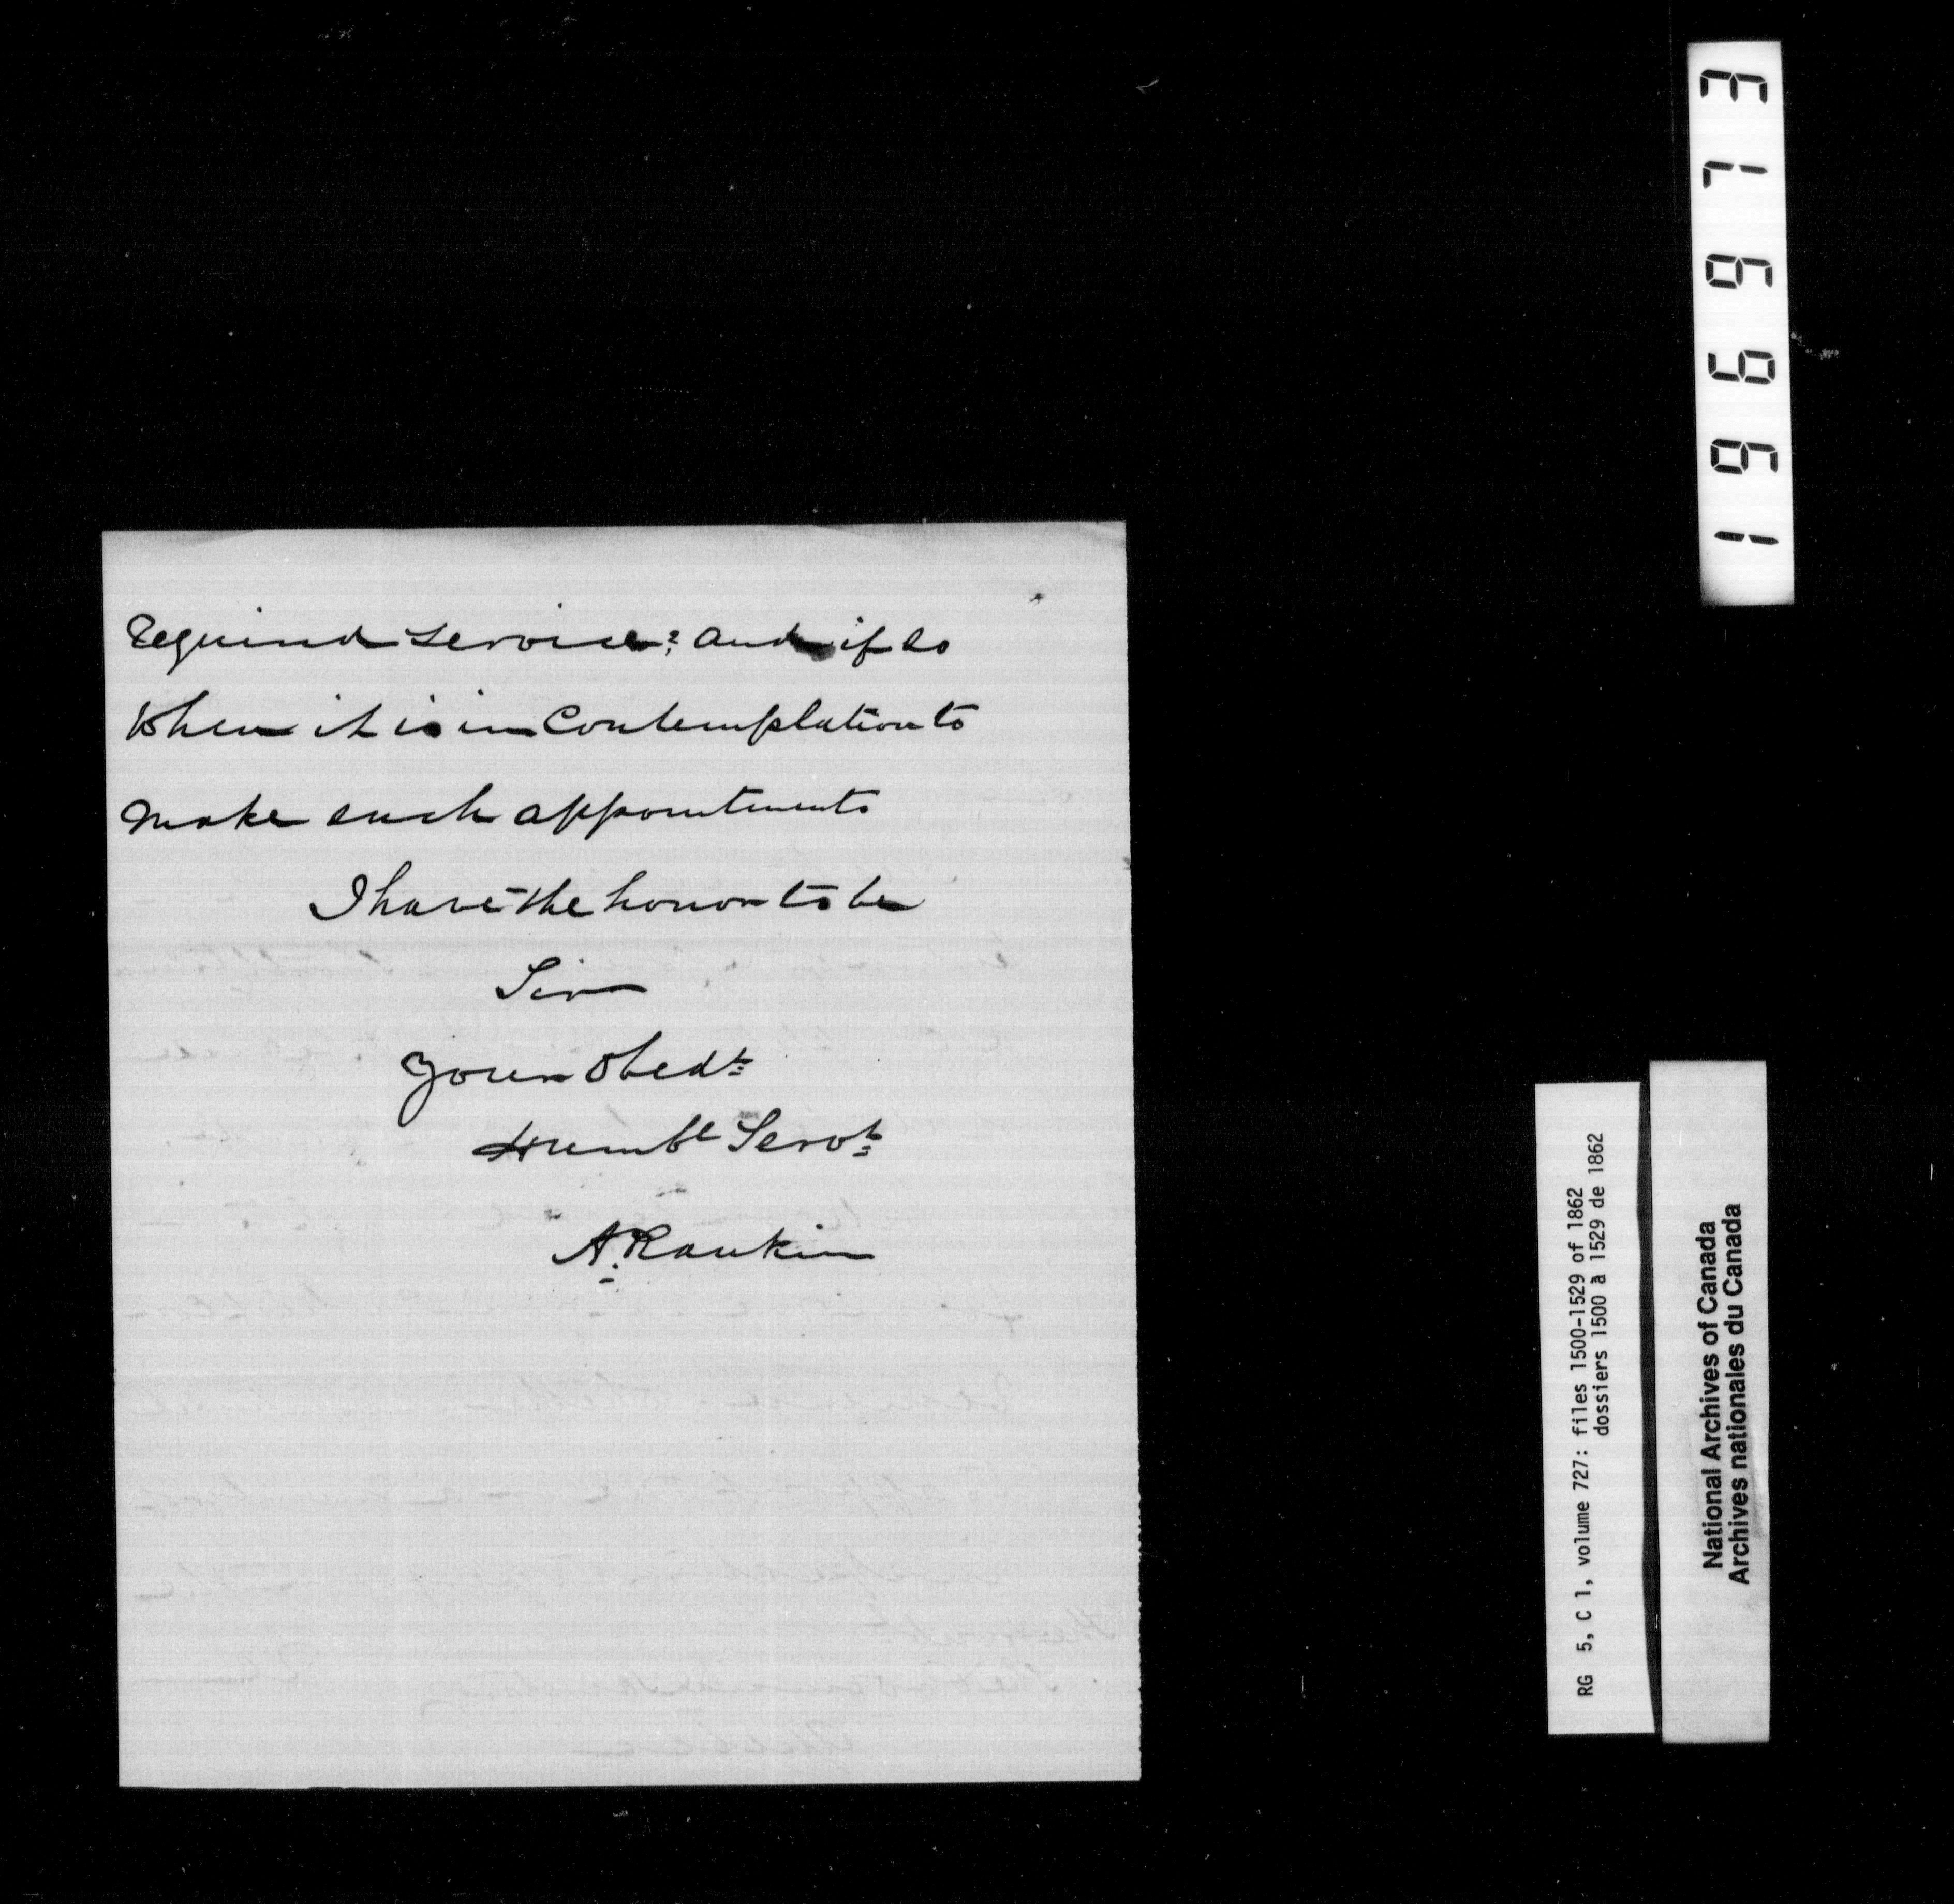 required service; and if so
when it is in Contemplation to
make such appointments
I have the honor to be
Sir
Your Obedt
Humbl Servt
A. Rankin
196973
RG 5, C 1, volume 727: files 1500-1529 of 1862
dossiers 1500 à 1529 de 1862
National Archives of Canada
Archives nationales du Canada